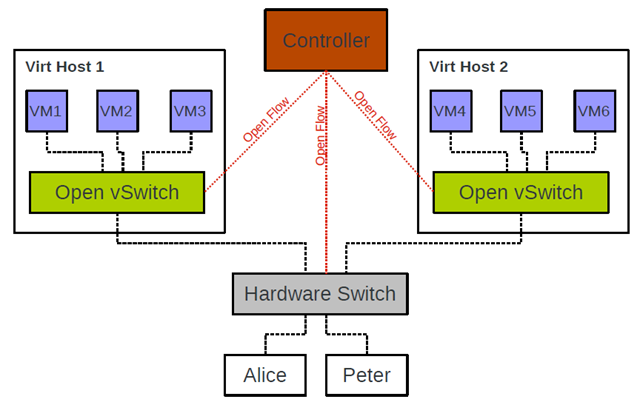 Controller
Virt Host 1
Virt Host 2
VM1
VM2
VM3
Open Flow
Open Flow
Open Flow
VM4
VM5
VM6
Open vSwitch
Open vSwitch
Hardware Switch
Alice
Peter